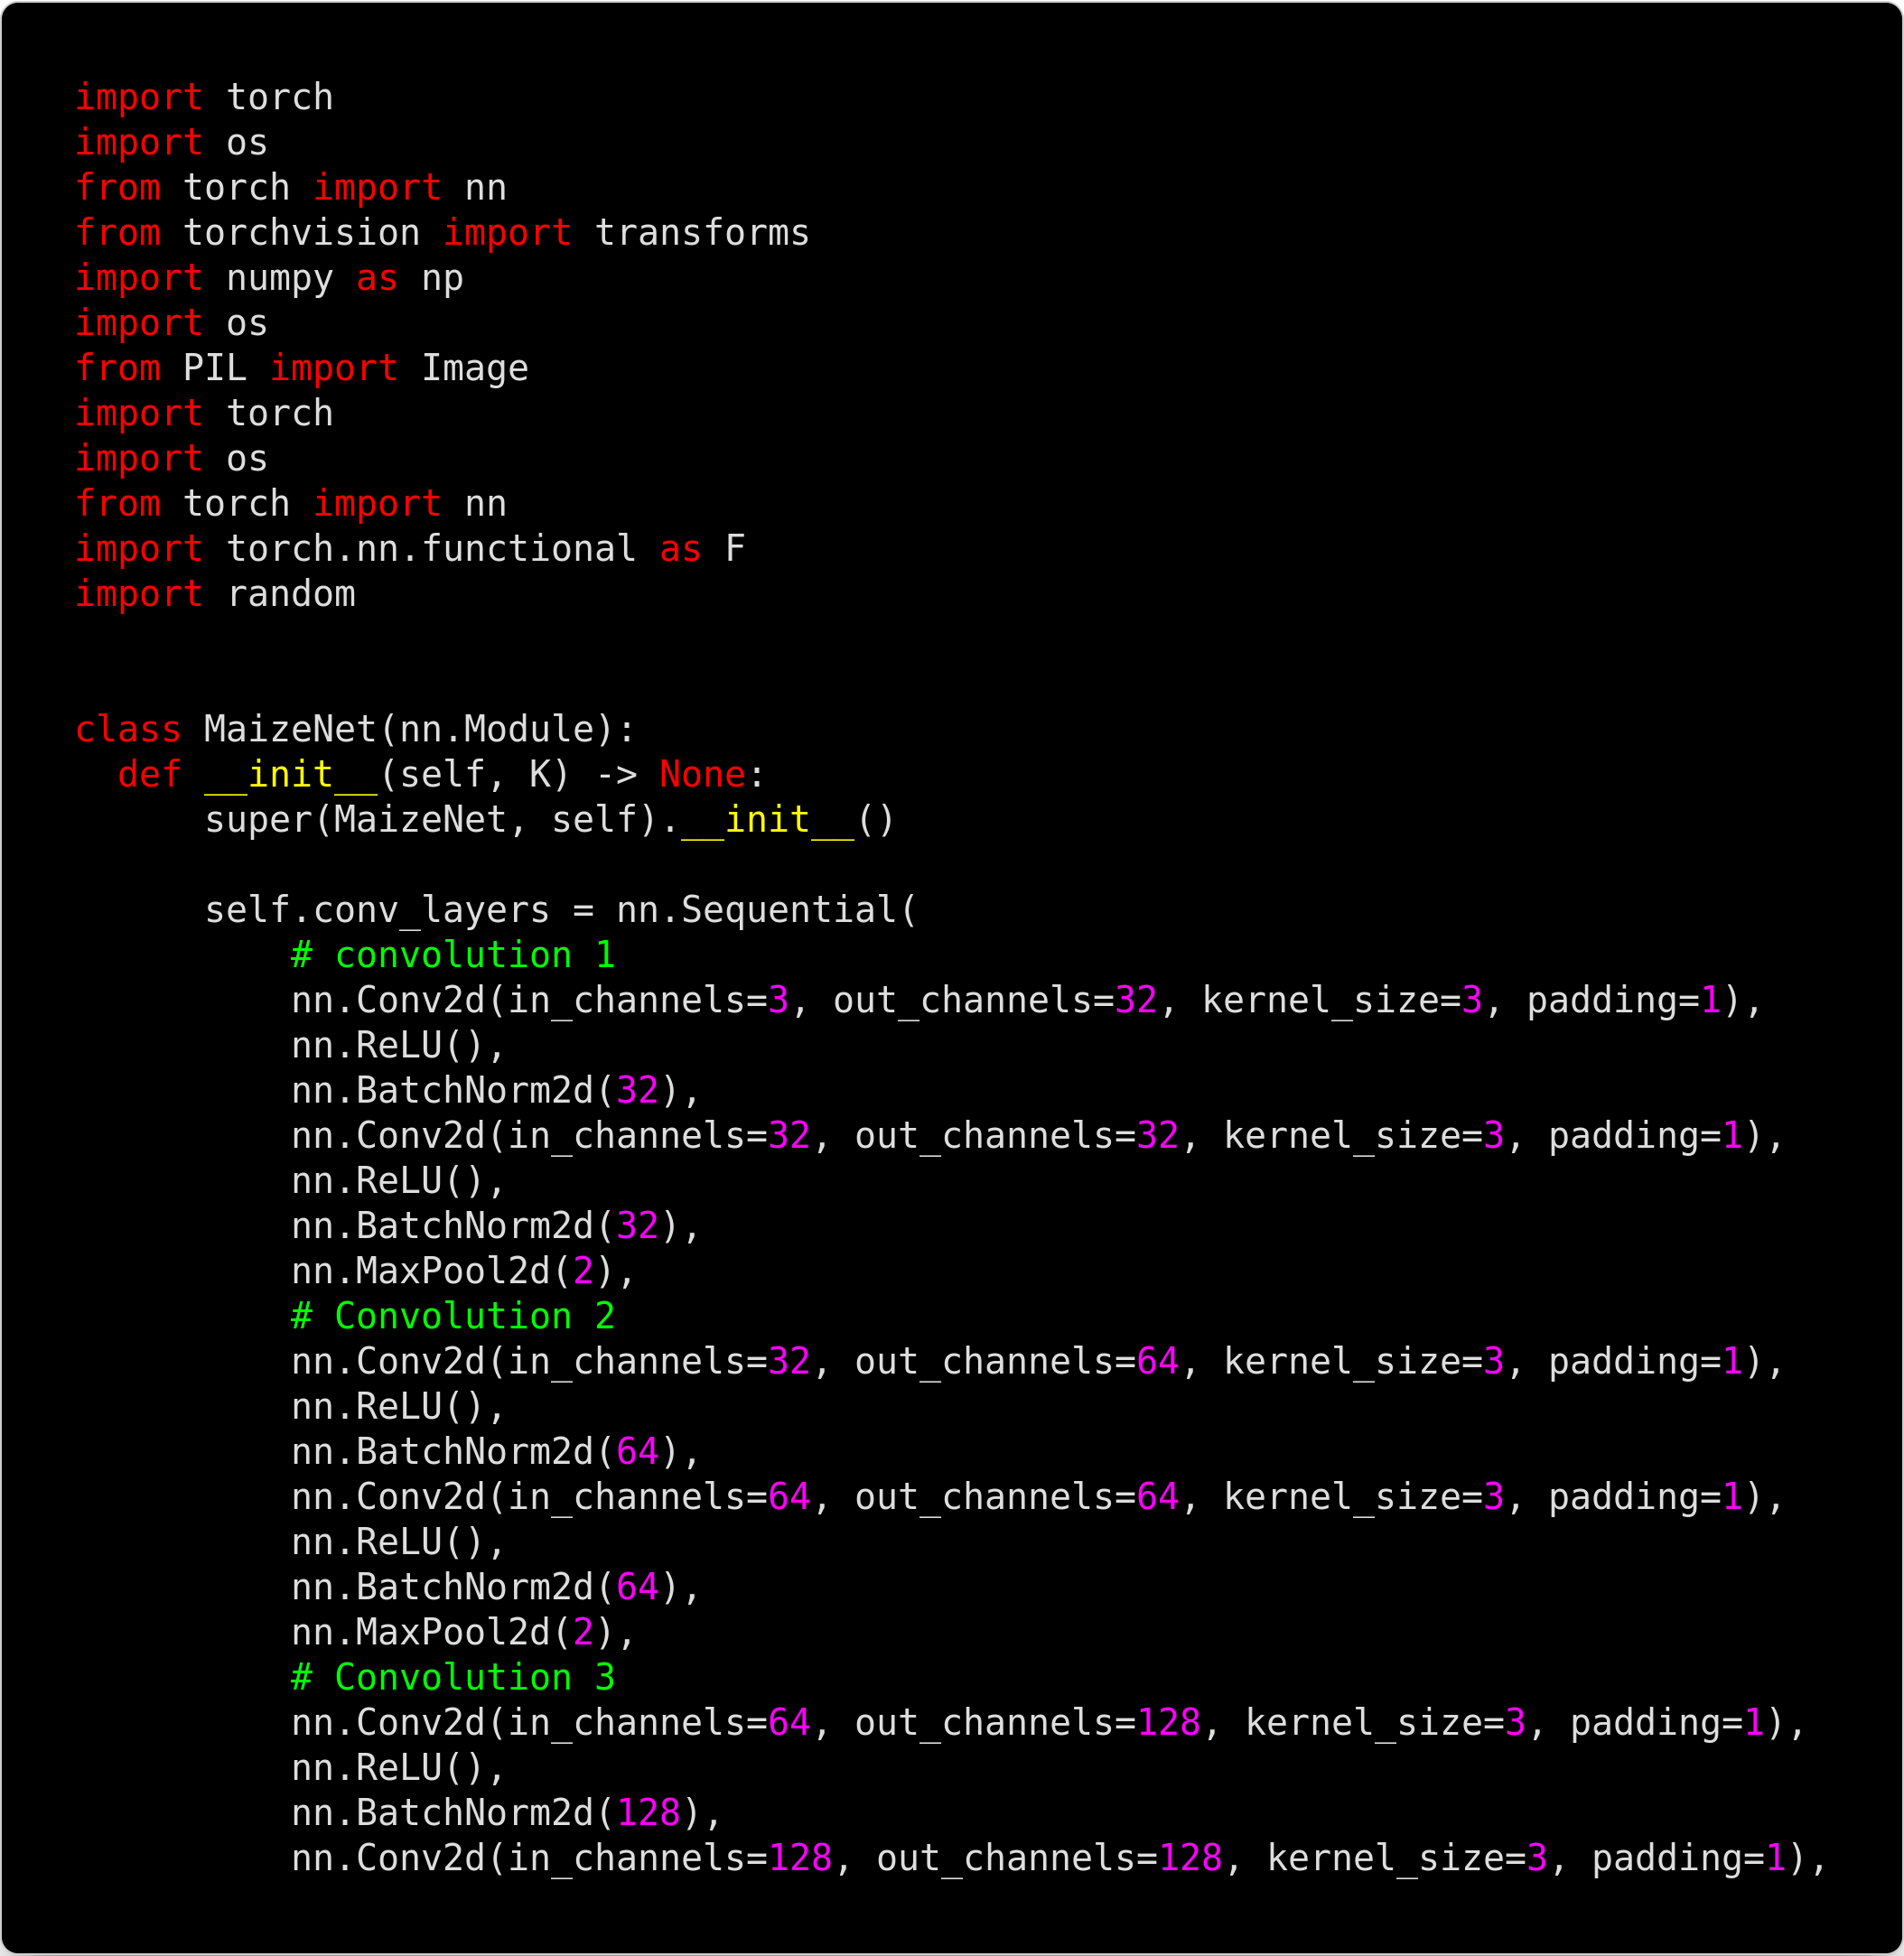 import torch
import os
from torch import nn
from torchvision import transforms
import numpy as np
import os
from PIL import Image
import torch
import os
from torch import nn
import torch.nn.functional as F
import random
class MaizeNet(nn.Module):
  def __init__(self, K) -> None:
      super(MaizeNet, self).__init__()
      self.conv_layers = nn.Sequential(
          # convolution 1
          nn.Conv2d(in_channels=3, out_channels=32, kernel_size=3, padding=1),
          nn.ReLU(),
          nn.BatchNorm2d(32),
          nn.Conv2d(in_channels=32, out_channels=32, kernel_size=3, padding=1),
          nn.ReLU(),
          nn.BatchNorm2d(32),
          nn.MaxPool2d(2),
          # Convolution 2
          nn.Conv2d(in_channels=32, out_channels=64, kernel_size=3, padding=1),
          nn.ReLU(),
          nn.BatchNorm2d(64),
          nn.Conv2d(in_channels=64, out_channels=64, kernel_size=3, padding=1),
          nn.ReLU(),
          nn.BatchNorm2d(64),
          nn.MaxPool2d(2),
          # Convolution 3
          nn.Conv2d(in_channels=64, out_channels=128, kernel_size=3, padding=1),
          nn.ReLU(),
          nn.BatchNorm2d(128),
          nn.Conv2d(in_channels=128, out_channels=128, kernel_size=3, padding=1),